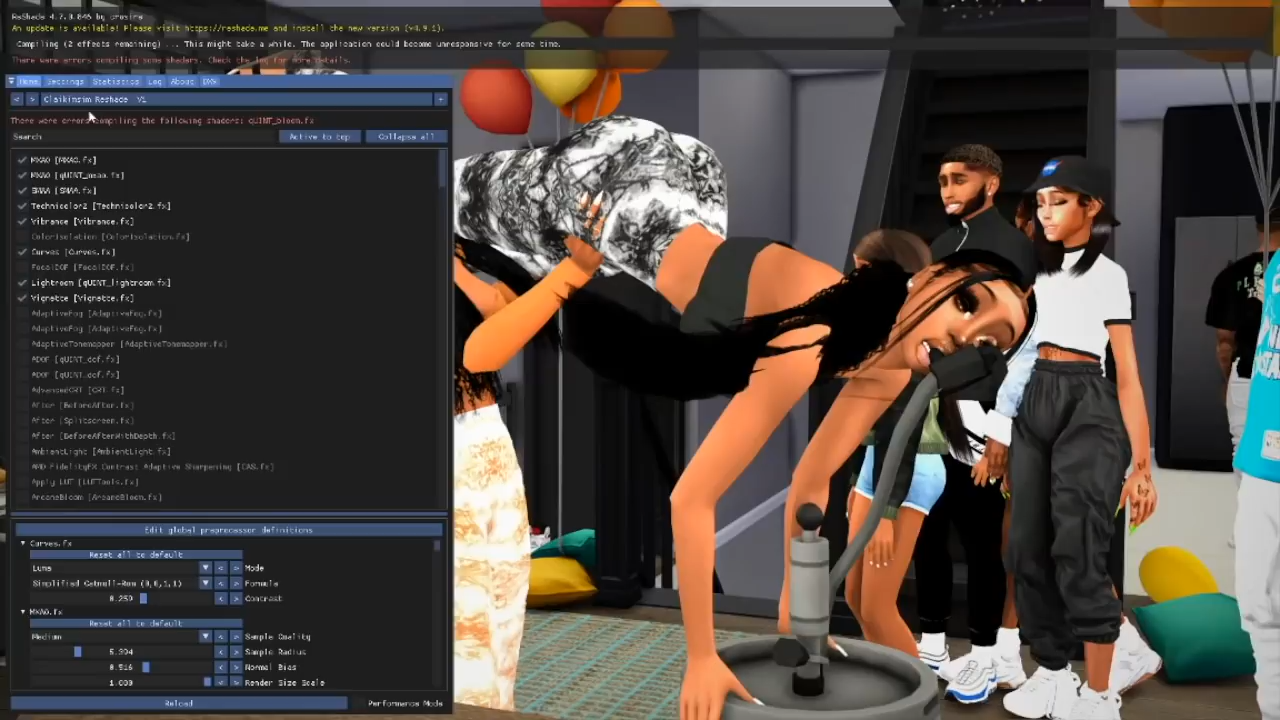 ReShade 4.7.0.846 by crosire
An update is available! Please visit https://reshade.me and install the new version (v4.9.1).
Compiling (2 effects remaining) ... This might take a while. The application could become unresponsive for some time.
There were errors compiling some shaders. Check the log for more details.
Home Settings Statistics Log About DXR
< > Clairkinsim Reshade V1 +
There were errors compiling the following shaders: qUINT_bloom.fx
Search Active to top Collapse all
MXAO [MXAO.fx]
MXAO [qUINT_mxao.fx]
SMAA [SMAA.fx]
Technicolor2 [Technicolor2.fx]
Vibrance [Vibrance.fx]
ColorIsolation [ColorIsolation.fx]
Curves [Curves.fx]
FocalDOF [FocalDOF.fx]
Lightroom [qUINT_lightroom.fx]
Vignette [Vignette.fx]
AdaptiveFog [AdaptiveFog.fx]
AdaptiveFog [AdaptiveFog.fx]
AdaptiveTonemapper [AdaptiveTonemapper.fx]
ADOF [qUINT_dof.fx]
ADOF [qUINT_dof.fx]
AdvancedCRT [CRT.fx]
After [BeforeAfter.fx]
After [Splitscreen.fx]
After [BeforeAfterWithDepth.fx]
AmbientLight [AmbientLight.fx]
AMD FidelityFX Contrast Adaptive Sharpening [CAS.fx]
Apply LUT [LUTTools.fx]
ArcaneBloom [ArcaneBloom.fx]
Edit global preprocessor definitions
Curves.fx
Reset all to default
Luma < > Mode
Simplified Catmull-Rom (0,0,1,1) < > Formula
0.259 < > Contrast
MXAO.fx
Reset all to default
Medium < > Sample Quality
5.394 < > Sample Radius
0.516 < > Normal Bias
1.000 < > Render Size Scale
Reload Performance Mode